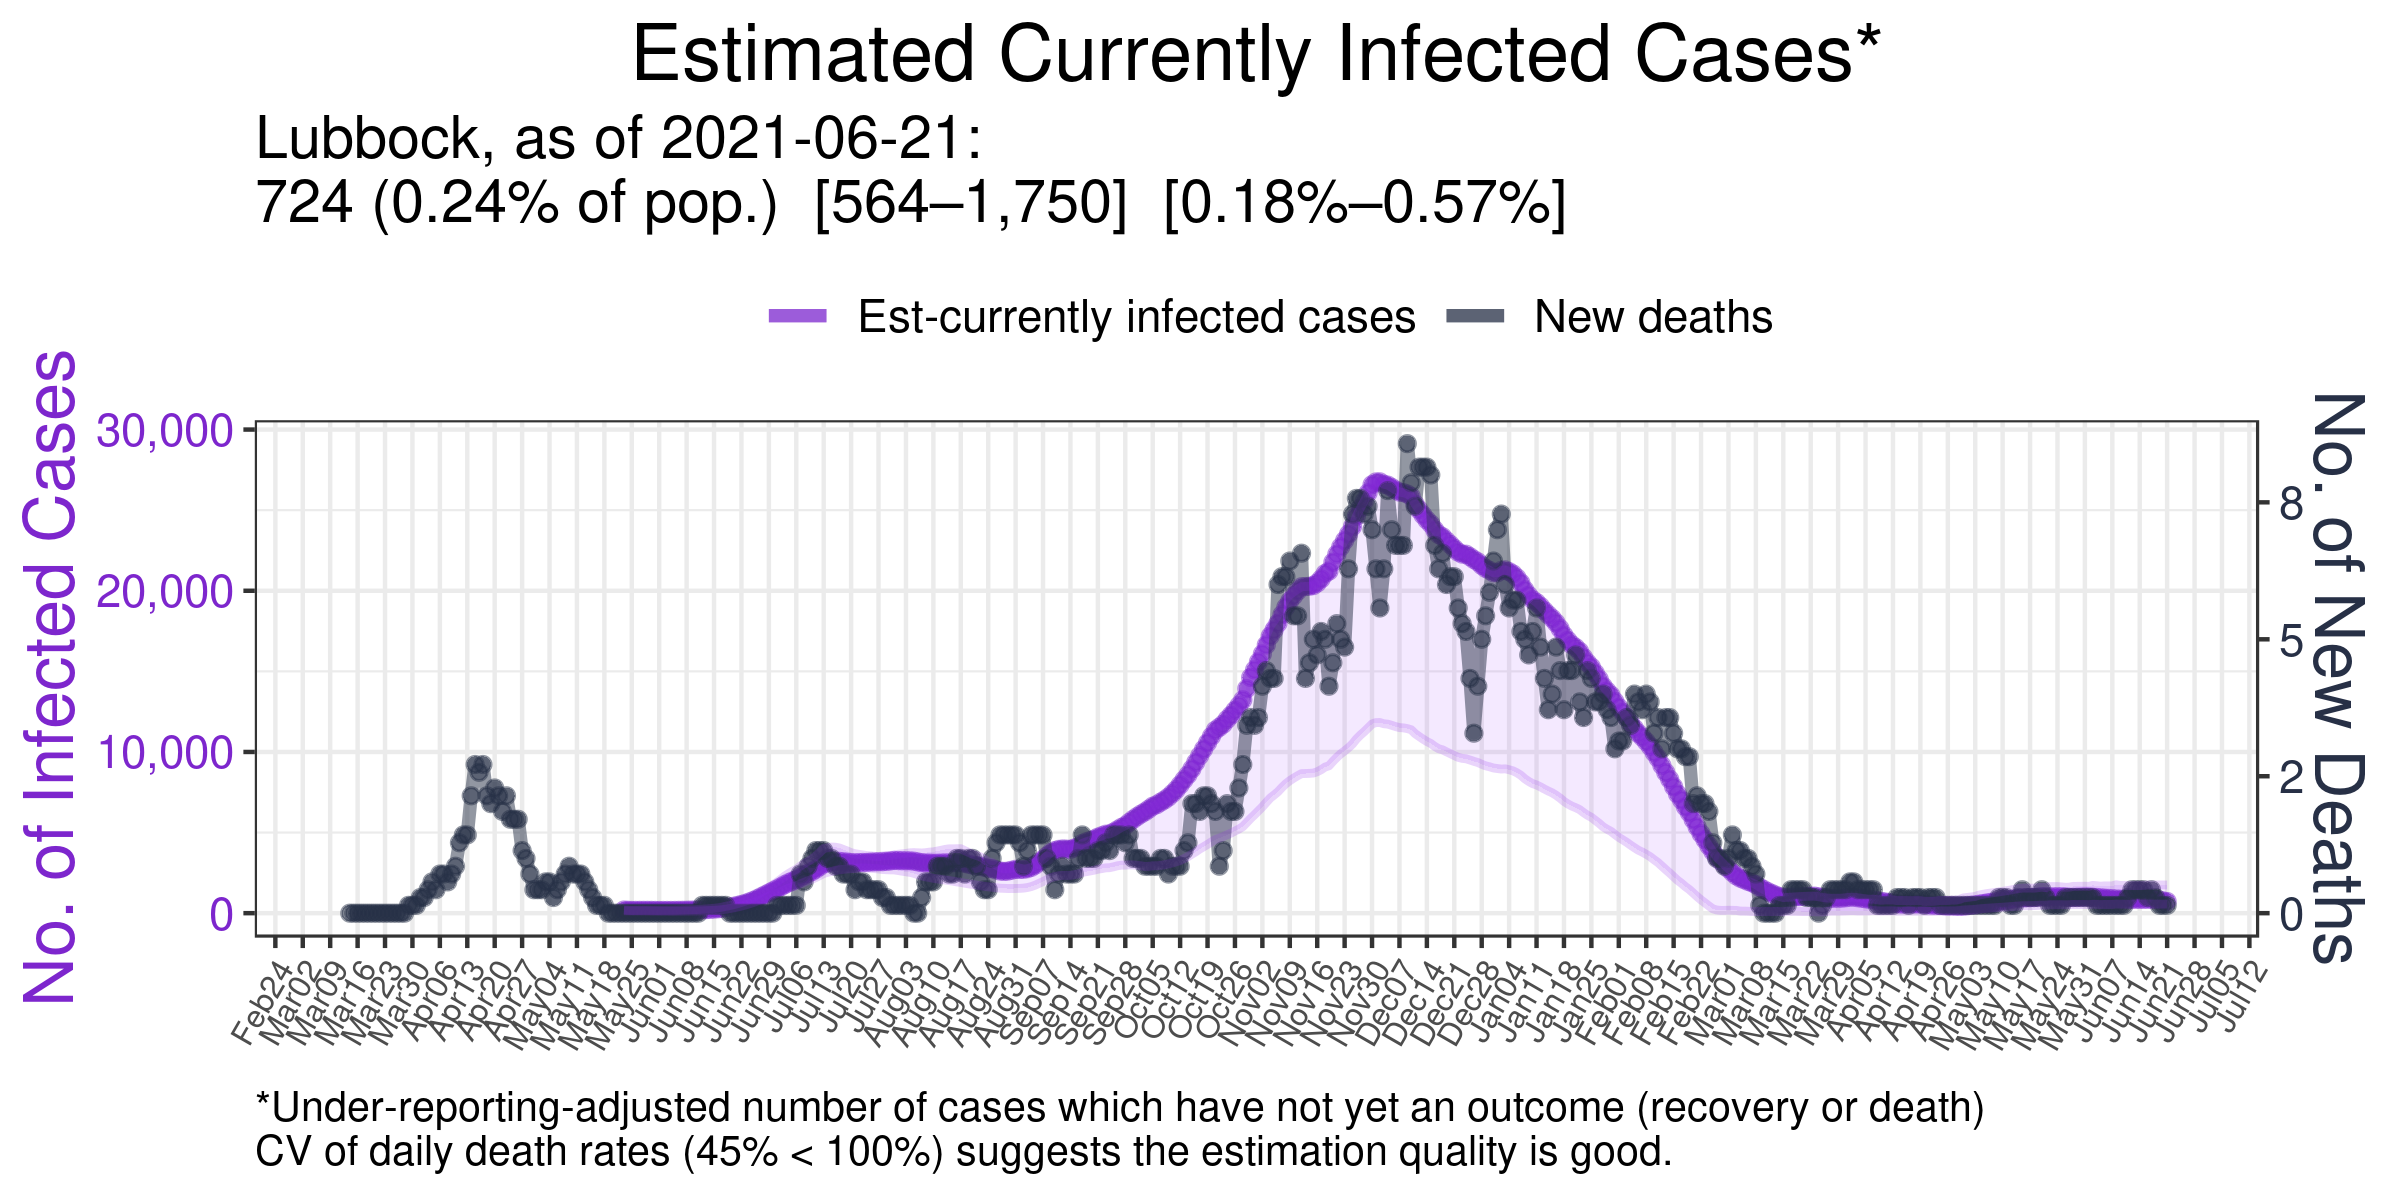 Estimated Currently Infected Cases*
Lubbock, as of 2021-06-21:
724 (0.24% of pop.) [564–1,750] [0.18%–0.57%]
Est-currently infected cases
New deaths
No. of Infected Cases
30,000
20,000
10,000
0
No. of New Deaths
8
5
2
0
Feb24
Mar02
Mar09
Mar16
Mar23
Mar30
Apr06
Apr13
Apr20
Apr27
May04
May11
May18
May25
Jun01
Jun08
Jun15
Jun22
Jun29
Jul06
Jul13
Jul20
Jul27
Aug03
Aug10
Aug17
Aug24
Aug31
Sep07
Sep14
Sep21
Sep28
Oct05
Oct12
Oct19
Oct26
Nov02
Nov09
Nov16
Nov23
Nov30
Dec07
Dec14
Dec21
Dec28
Jan04
Jan11
Jan18
Jan25
Feb01
Feb08
Feb15
Feb22
Mar01
Mar08
Mar15
Mar22
Mar29
Apr05
Apr12
Apr19
Apr26
May03
May10
May17
May24
May31
Jun07
Jun14
Jun21
Jun28
Jul05
Jul12
*Under-reporting-adjusted number of cases which have not yet an outcome (recovery or death)
CV of daily death rates (45% < 100%) suggests the estimation quality is good.